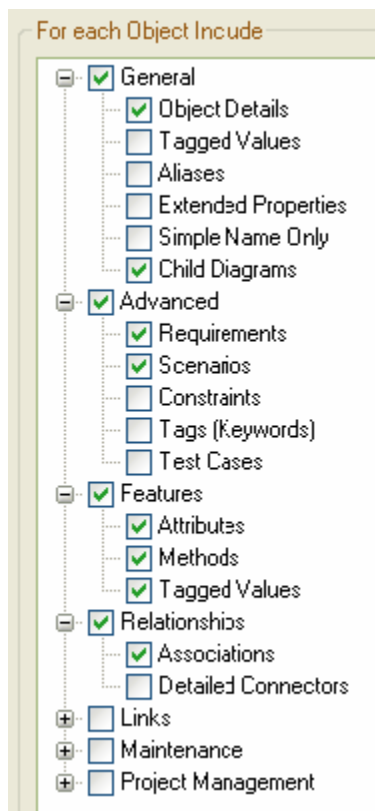 For each Object Incude
General
Object Details
Tagged Values
Aliases
Extended Properties
Simple Name Only
Child Diagrams
Advanced
Requirements
Scenarios
Constraints
Tags (Keywords)
Test Cases
Features
Attributes
Methods
Tagged Values
Relationships
Associations
Detailed Connectors
Links
Maintenance
Project Management